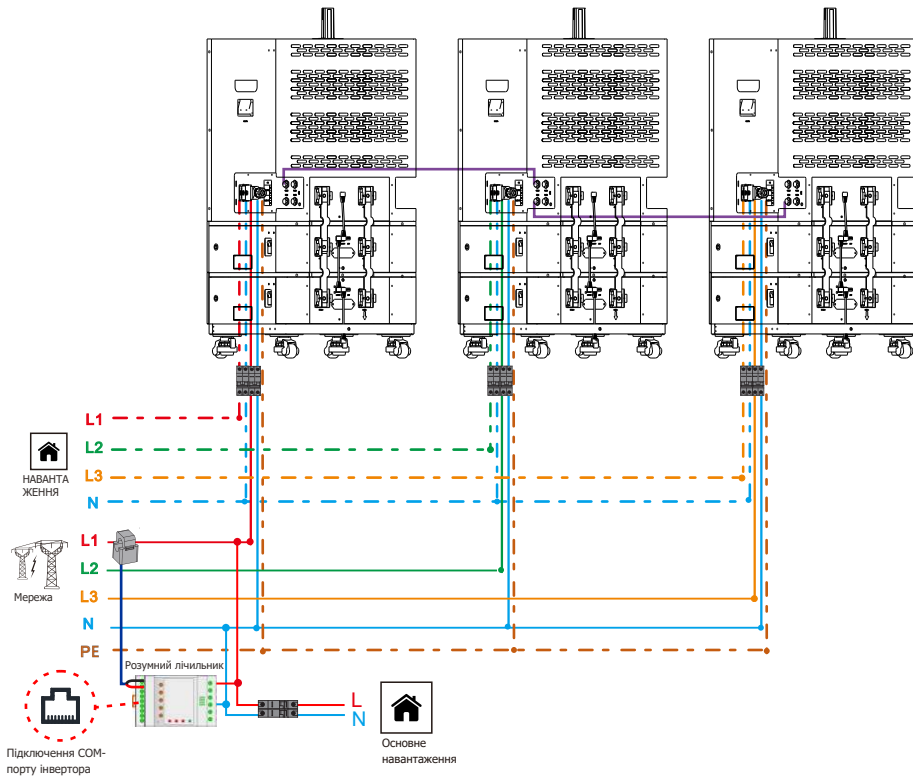 L1
L2
НАВАНТА
ЖЕННЯ
L3
N
L1
L2
Мережа
L3
N
PE
Розумний лічильник
L
N
Основне
навантаження
Підключення COM-
порту інвертора